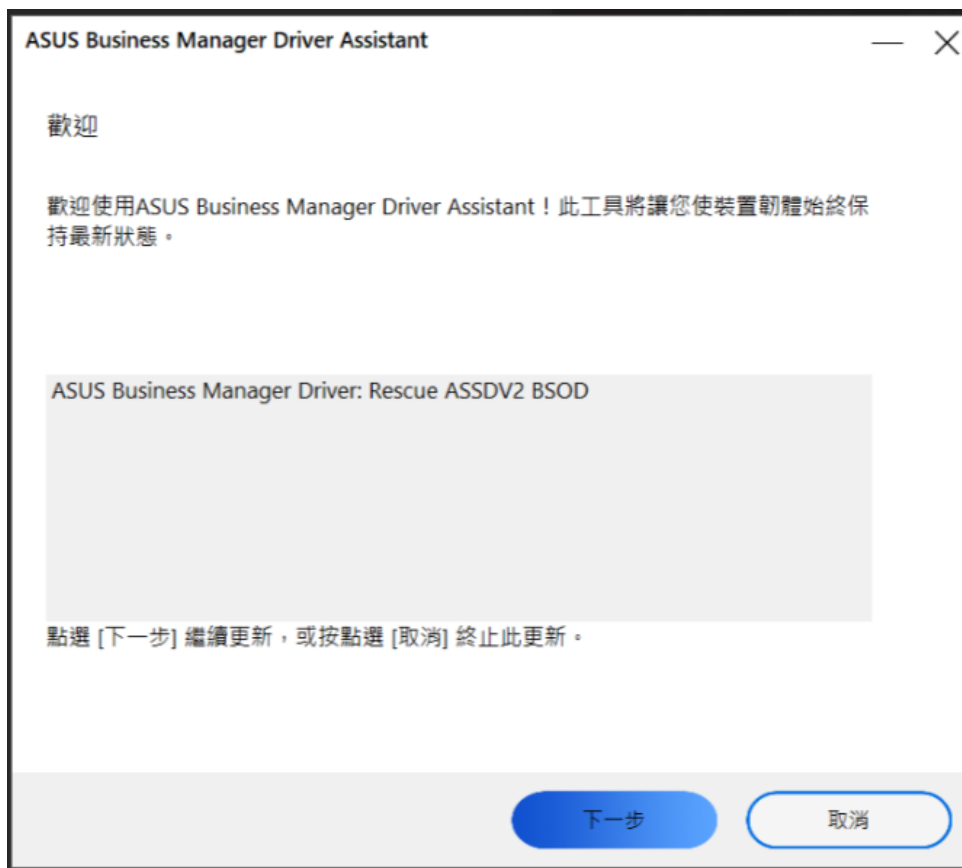 ASUS Business Manager Driver Assistant
歡迎
歡迎使用ASUS Business Manager Driver Assistant！此工具將讓您使裝置韌體始終保
持最新狀態。
ASUS Business Manager Driver: Rescue ASSDV2 BSOD
點選 [下一步] 繼續更新，或按點選 [取消] 終止此更新。
下一步
取消